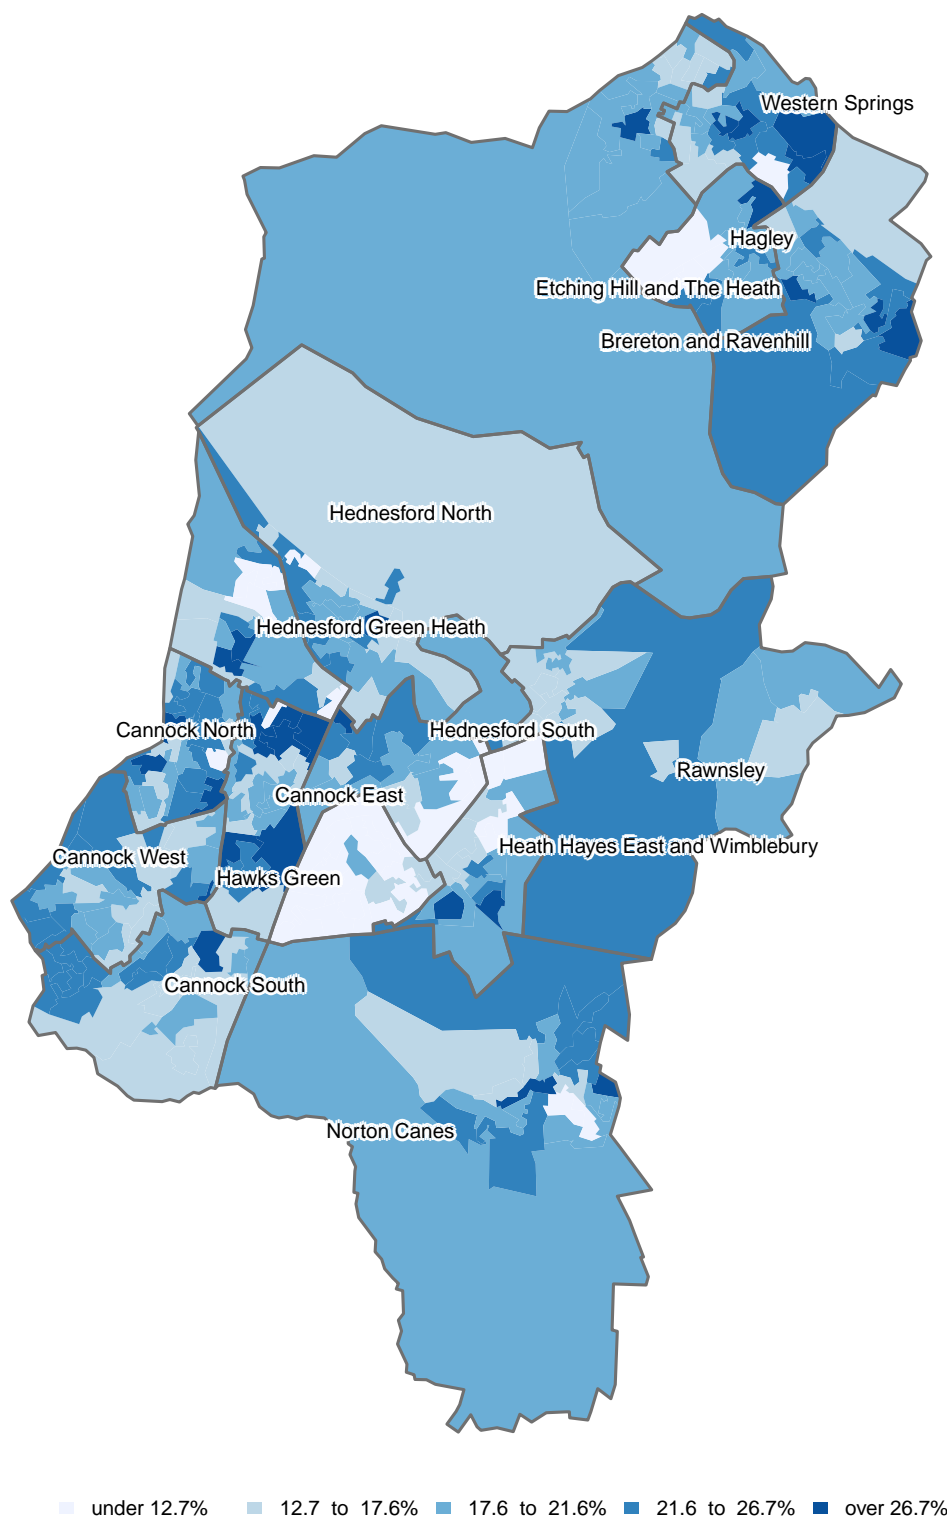 Western Springs
Hagley
Etching Hill and The Heath
Brereton and Ravenhill
Hednesford North
Hednesford Green Heath
Cannock North
Hednesford South
Rawnsley
Cannock East
Heath Hayes East and Wimblebury
Cannock West
Hawks Green
Cannock South
Norton Canes
under 12.7% 12.7 to 17.6% 17.6 to 21.6% 21.6 to 26.7% over 26.7%